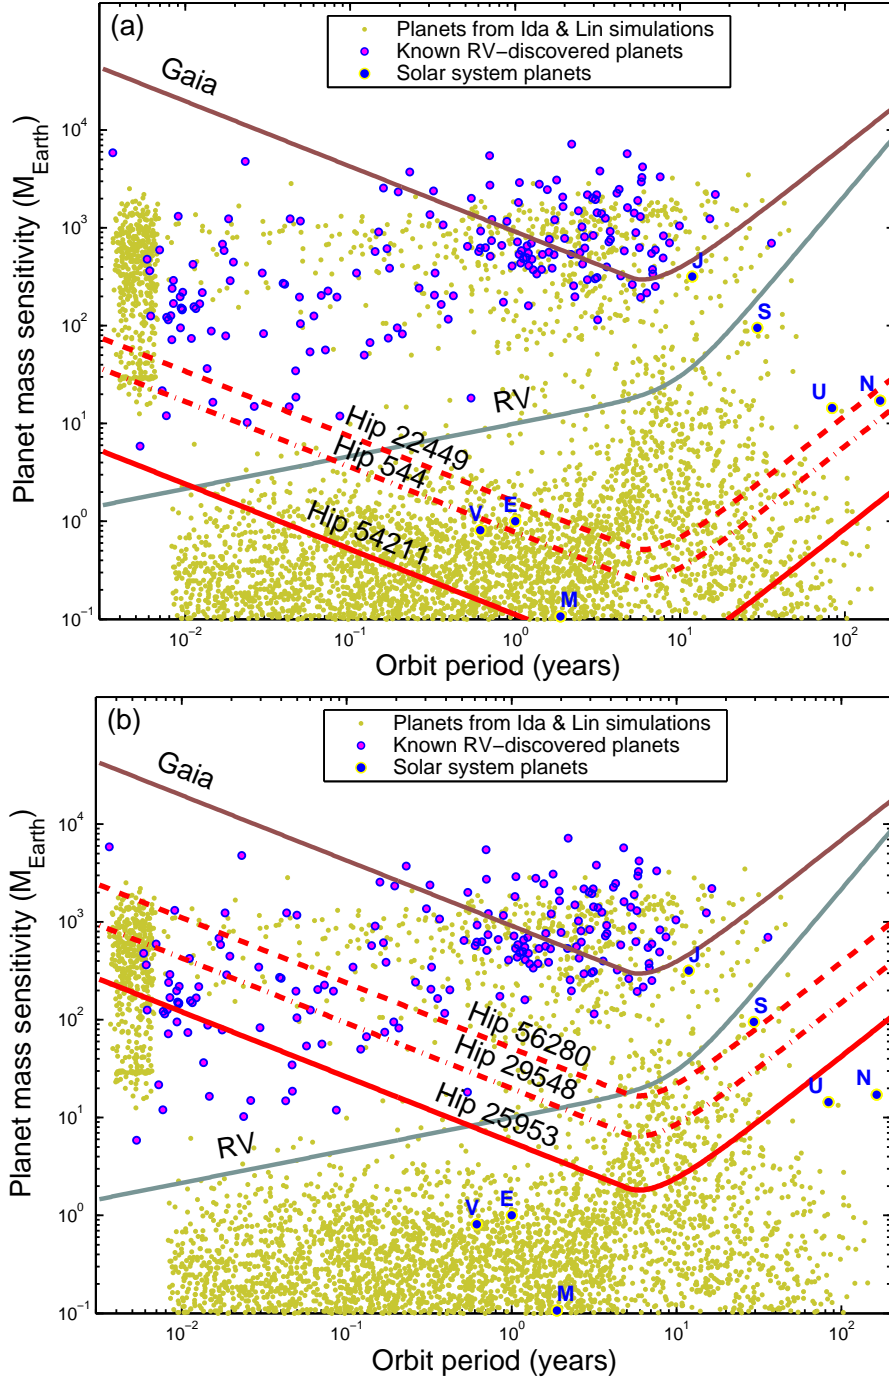 (a)
Planets from Ida & Lin simulations
Known RV−discovered planets
Solar system planets
Gaia
RV
Hip 22449
Hip 544
Hip 54211
J
S
U
N
V
E
M
10^4
10^3
10^2
10^1
10^0
10^−1
10^−2
10^−1
10^0
10^1
10^2
Planet mass sensitivity (M_Earth)
Orbit period (years)
(b)
Planets from Ida & Lin simulations
Known RV−discovered planets
Solar system planets
Gaia
RV
Hip 56280
Hip 29548
Hip 25953
J
S
U
N
V
E
M
10^4
10^3
10^2
10^1
10^0
10^−1
10^−2
10^−1
10^0
10^1
10^2
Planet mass sensitivity (M_Earth)
Orbit period (years)